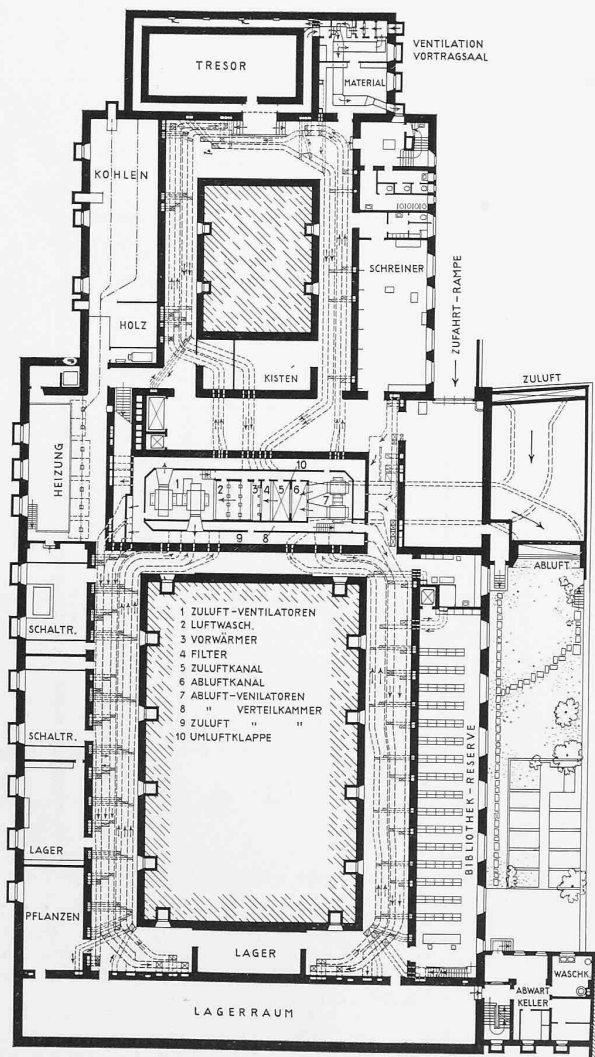 TRESOR
VENTILATION
VORTRAGSAAL
MATERIAL
KOHLEN
SCHREINER
ZUFAHRT-RAMPE
HOLZ
KISTEN
ZULUFT
HEIZUNG
10
1
2
3
4
5
6
7
9
8
ABLUFT
SCHALTR.
1 ZULUFT-VENTILATOREN
2 LUFTWASCH.
3 VORWÄRMER
4 FILTER
5 ZULUFTKANAL
6 ABLUFTKANAL
7 ABLUFT-VENILATOREN
8 " VERTEILKAMMER
9 ZULUFT " "
10 UMLUFTKLAPPE
SCHALTR.
BIBLIOTHEK-RESERVE
LAGER
PFLANZEN
LAGER
WASCHK.
ABWART
KELLER
LAGERRAUM